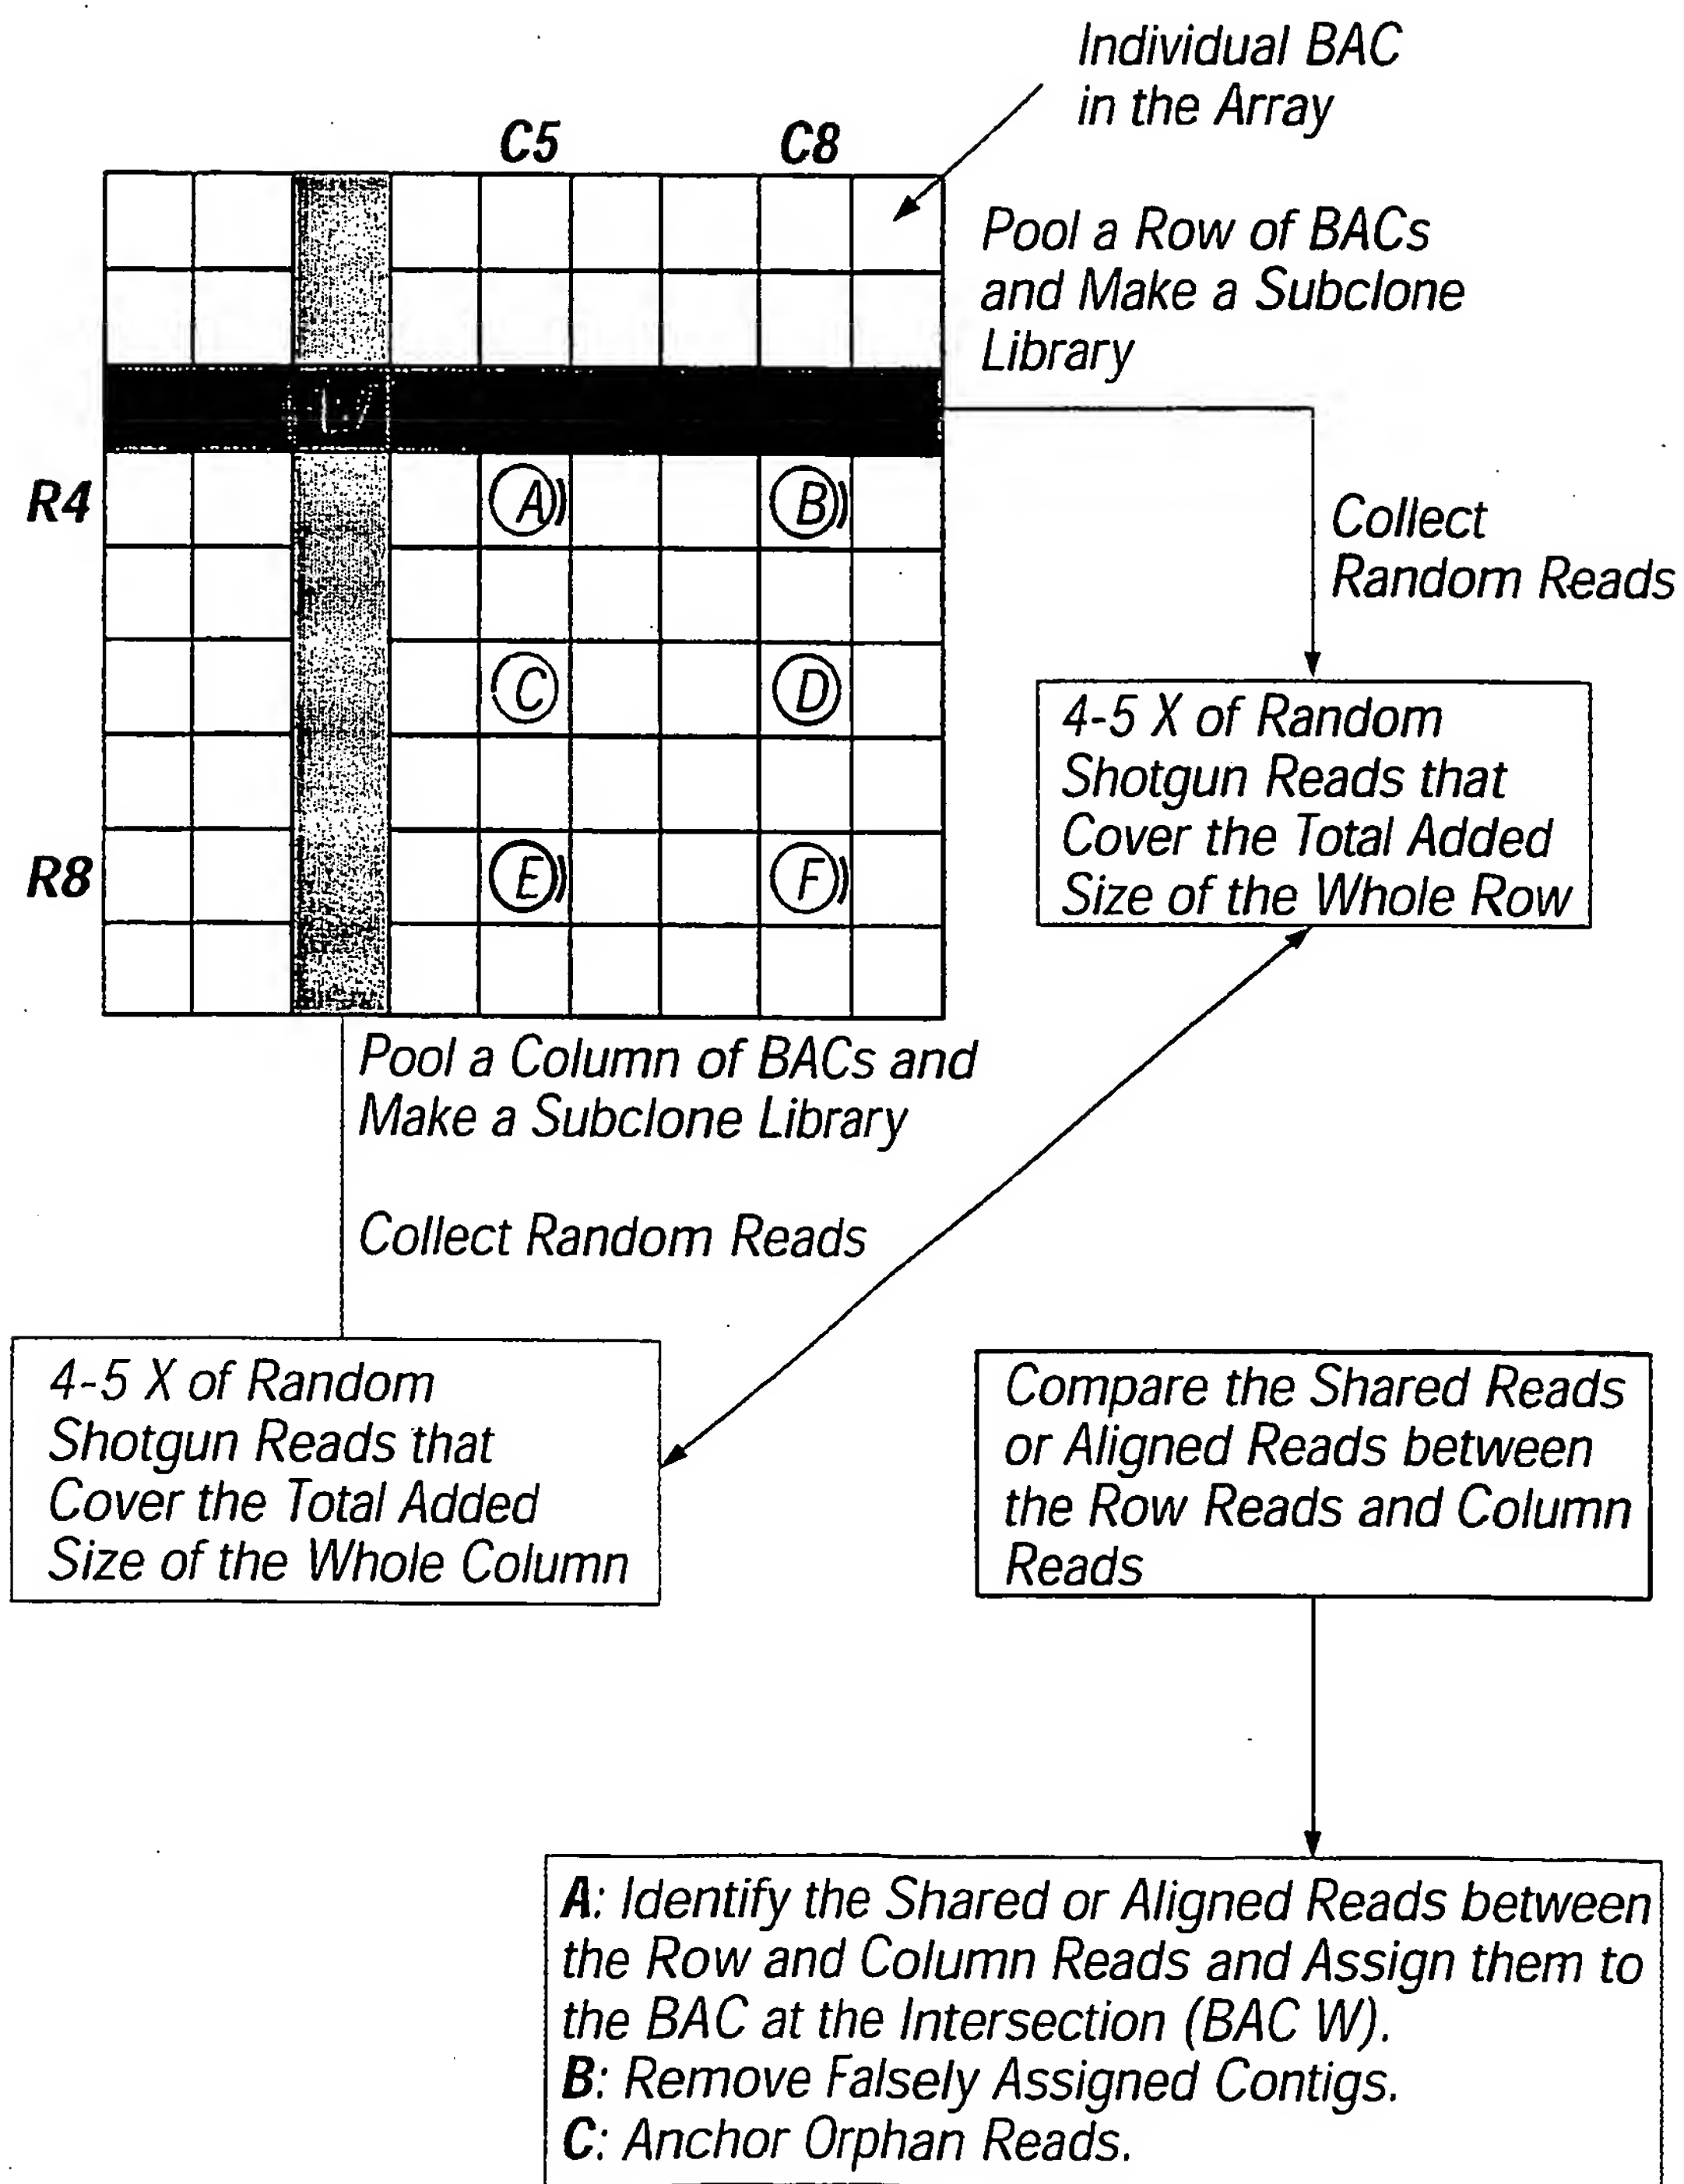 Individual BAC
in the Array
C5
C8
Pool a Row of BACs
and Make a Subclone
Library
R4
A
B
Collect
Random Reads
C
D
4-5 X of Random
Shotgun Reads that
Cover the Total Added
Size of the Whole Row
R8
E
F
Pool a Column of BACs and
Make a Subclone Library
Collect Random Reads
4-5 X of Random
Shotgun Reads that
Cover the Total Added
Size of the Whole Column
Compare the Shared Reads
or Aligned Reads between
the Row Reads and Column
Reads
A: Identify the Shared or Aligned Reads between
the Row and Column Reads and Assign them to
the BAC at the Intersection (BAC W).
B: Remove Falsely Assigned Contigs.
C: Anchor Orphan Reads.